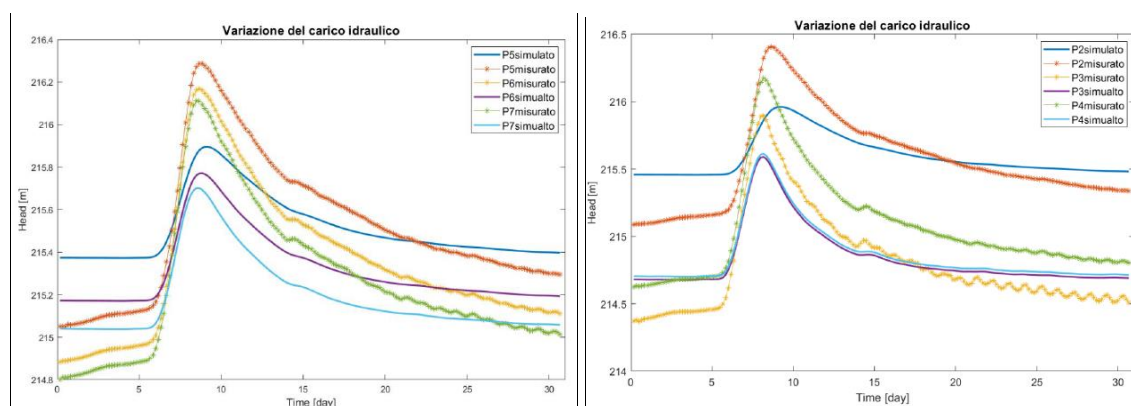 Variazione del carico idraulico
216.4
216.2
216
215.8
215.6
215.4
215.2
215
214.8
Head [m]
P5simulato
P5misurato
P6misurato
P6simualto
P7misurato
P7simualto
0 5 10 15 20 25 30
Time [day]
Variazione del carico idraulico
216.5
216
215.5
215
214.5
214
Head [m]
P2simulato
P2misurato
P3misurato
P3simualto
P4misurato
P4simualto
0 5 10 15 20 25 30
Time [day]